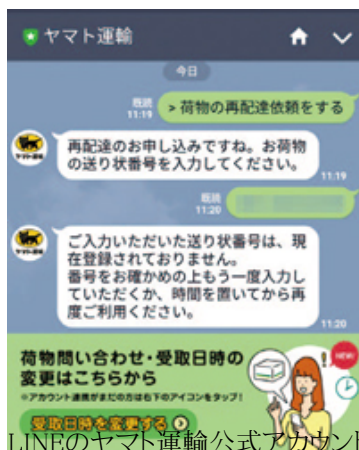 ヤマト運輸
今日
既読
11:19
>荷物の再配達依頼をする
再配達のお申し込みですね。お荷物
の送り状番号を入力してください。
11:19
既読
11:20
ご入力いただいた送り状番号は、現
在登録されておりません。
番号をお確かめの上もう一度入力し
ていただくか、時間を置いてから再
度ご利用ください。
11:20
荷物問い合わせ・受取日時の
変更はこちらから
※アカウント連携がまだの方は右下のアイコンをタップ!
NEW!
受取日時を変更する
LINEのヤマト運輸公式アカウント